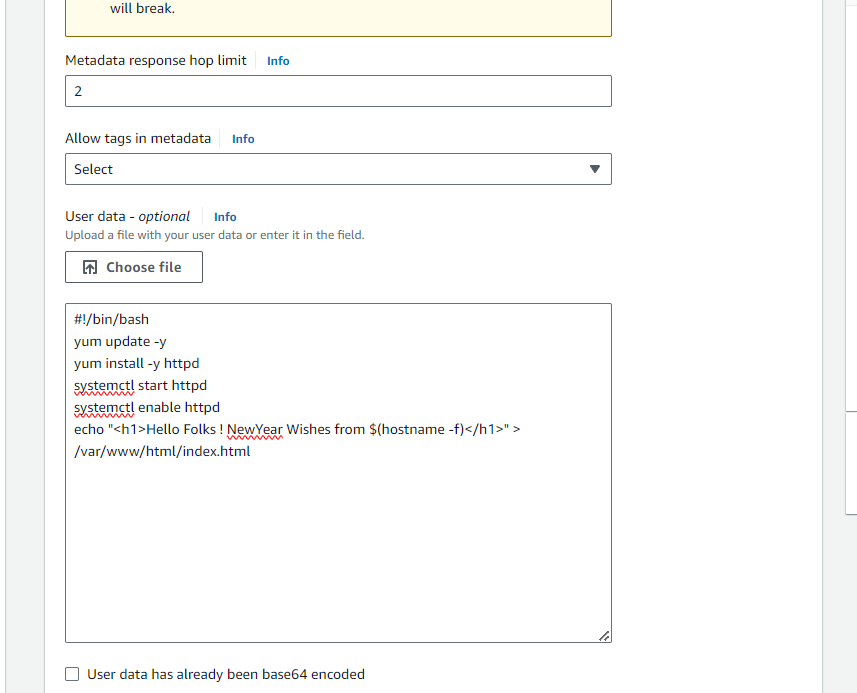 will break.
Metadata response hop limit Info
2
Allow tags in metadata Info
Select
User data - optional Info
Upload a file with your user data or enter it in the field.
Choose file
#!/bin/bash
yum update -y
yum install -y httpd
systemctl start httpd
systemctl enable httpd
echo "<h1>Hello Folks ! NewYear Wishes from $(hostname -f)</h1>" >
/var/www/html/index.html
User data has already been base64 encoded